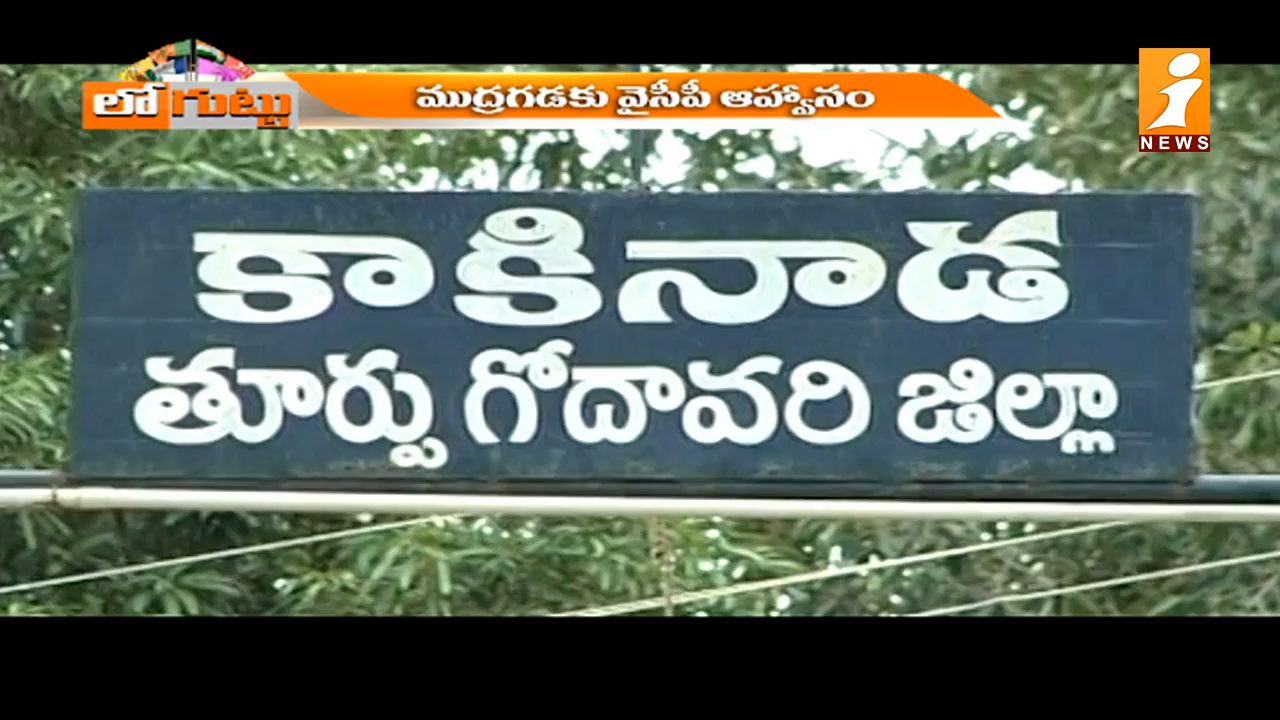 లోగుట్టు
ముద్రగడకు వైసీపీ ఆహ్వానం
i
NEWS
కాకినాడ
తూర్పు గోదావరి జిల్లా